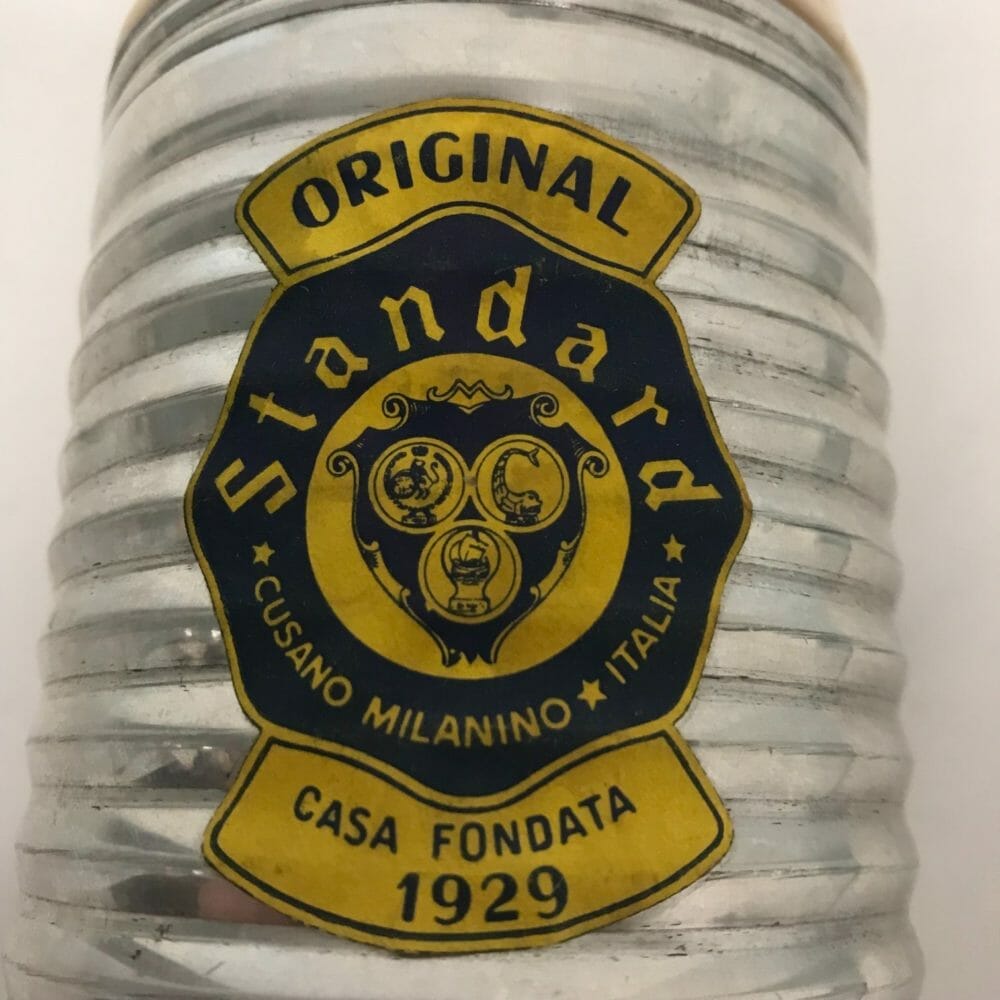 ORIGINAL
Standard
CUSANO MILANINO ★ ITALIA
CASA FONDATA
1929